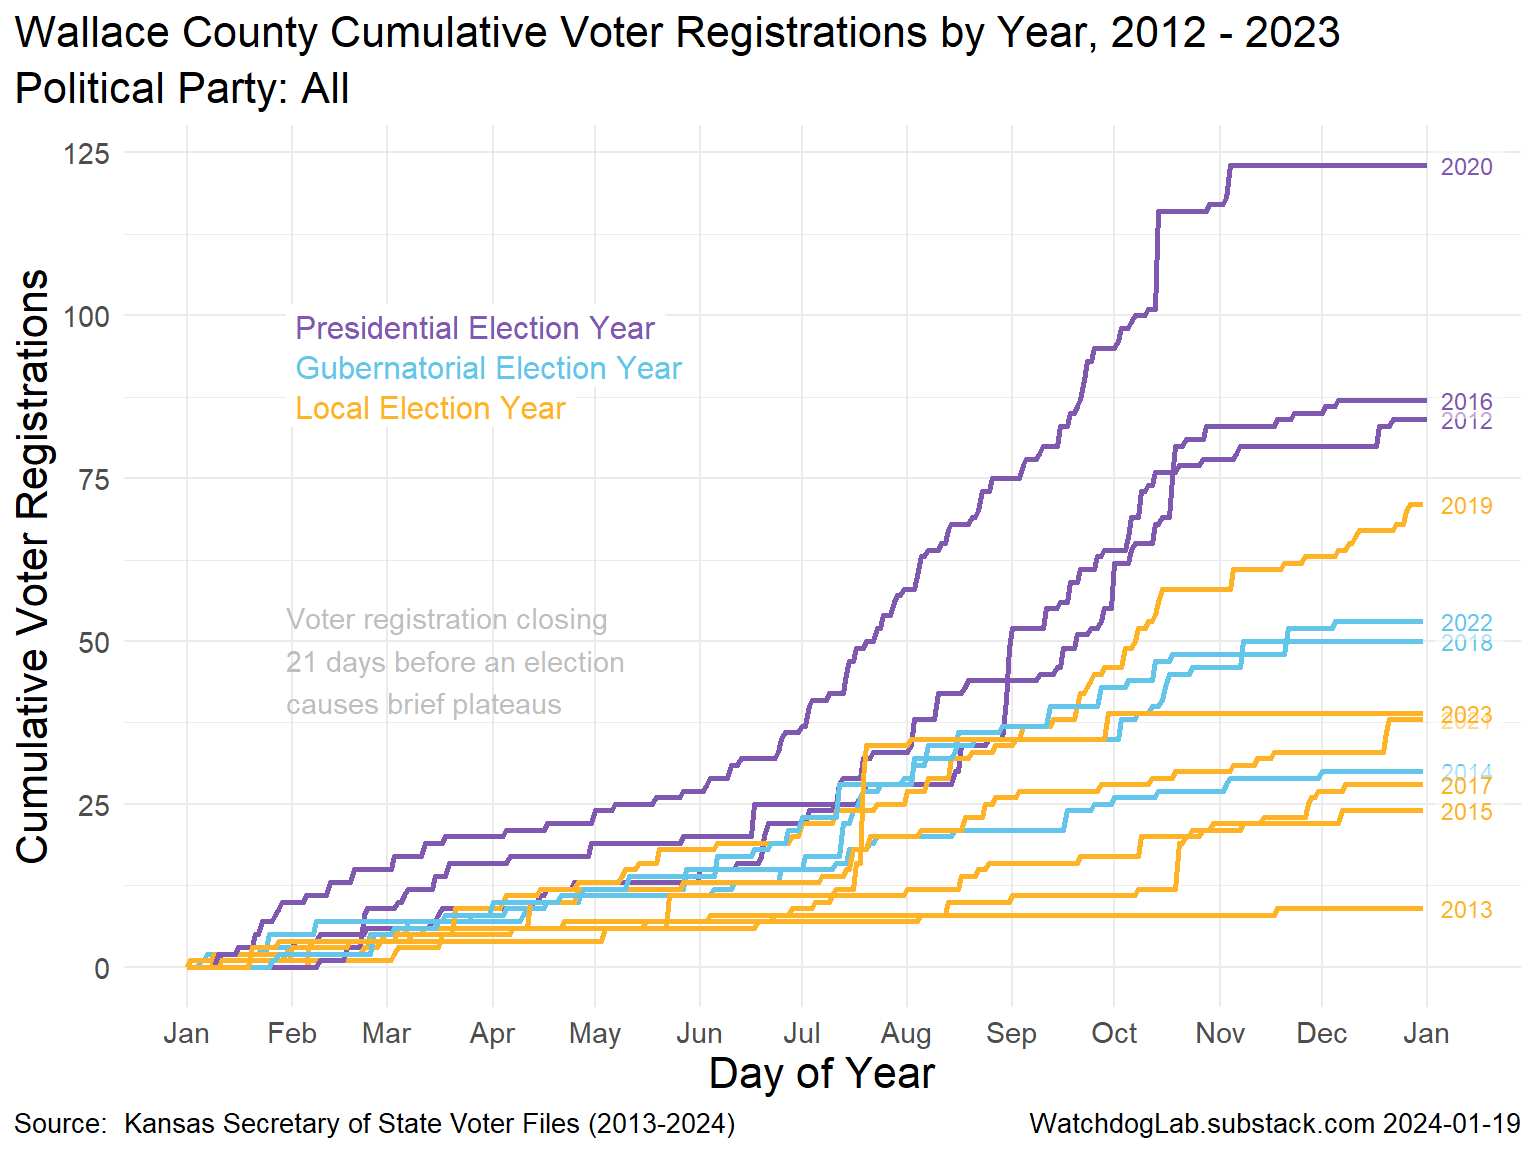 Wallace County Cumulative Voter Registrations by Year, 2012 - 2023
Political Party: All
Cumulative Voter Registrations
125
100
75
50
25
0
Presidential Election Year
Gubernatorial Election Year
Local Election Year
Voter registration closing
21 days before an election
causes brief plateaus
2020
2016
2012
2019
2022
2018
2023
2021
2014
2017
2015
2013
Jan Feb Mar Apr May Jun Jul Aug Sep Oct Nov Dec Jan
Day of Year
Source:  Kansas Secretary of State Voter Files (2013-2024)
WatchdogLab.substack.com 2024-01-19